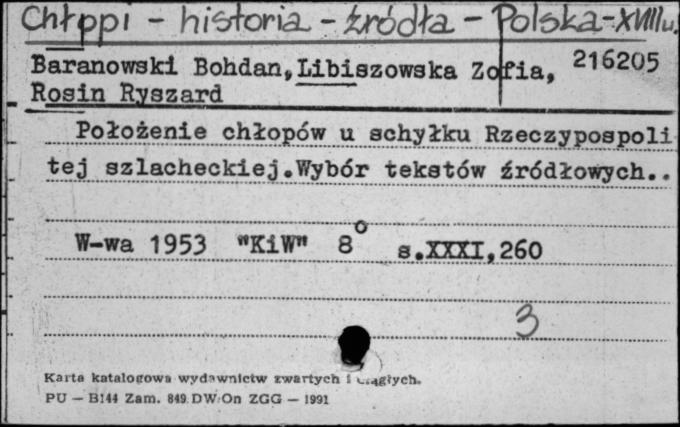 Chłopi - historia - źródła - Polska - XVIII w.
Baranowski Bohdan, Libiszowska Zofia, 216205
Rosin Ryszard
Położenie chłopów u schyłku Rzeczypospoli
tej szlacheckiej.Wybór tekstów źródłowych..
W-wa 1953 "KiW" 8° s.XXXI,260
3
Karta katalogowa wydawnictw zwartych i ciągłych.
PU — B144 Zam. 849 DW/On ZGG — 1991